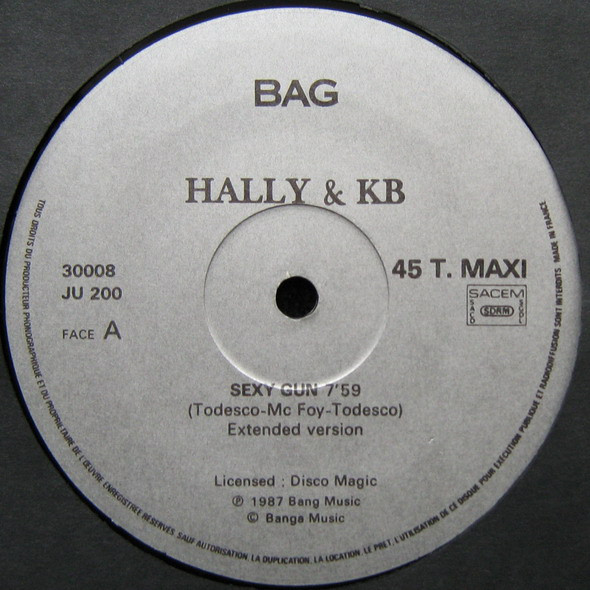 BAG
HALLY & KB
30008
JU 200
FACE A
45 T. MAXI
SACEM
SACD SDRM SGDL
SEXY GUN 7'59
(Todesco-Mc Foy-Todesco)
Extended version
Licensed : Disco Magic
℗ 1987 Bang Music
© Banga Music
TOUS DROITS DU PRODUCTEUR PHONOGRAPHIQUE ET DU PROPRIETAIRE DE L'ŒUVRE ENREGISTREE RESERVES. SAUF AUTORISATION, LA DUPLICATION, LA LOCATION, LE PRET, L'UTILISATION DE CE DISQUE POUR EXECUTION PUBLIQUE ET RADIODIFFUSION SONT INTERDITS MADE IN FRANCE